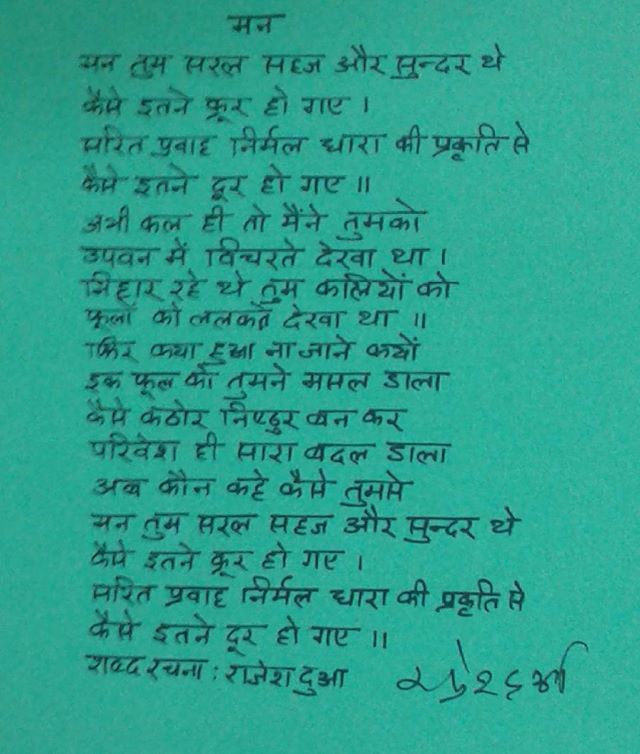 मन
मन तुम सरल सहज और सुन्दर थे
कैसे इतने क्रूर हो गए ।
सरित प्रवाह निर्मल धारा की प्रकृति से
कैसे इतने दूर हो गए ॥
अभी कल ही तो मैंने तुमको
उपवन में विचरते देखा था ।
निहार रहे थे तुम कलियों को
फूलों को ललकते देखा था ॥
फिर क्या हुआ ना जाने क्यों
इक फूल को तुमने मसल डाला
कैसे कठोर निष्ठुर बन कर
परिवेश ही सारा बदल डाला
अब कौन कहे कैसे तुमसे
मन तुम सरल सहज और सुन्दर थे
कैसे इतने क्रूर हो गए ।
सरित प्रवाह निर्मल धारा की प्रकृति से
कैसे इतने दूर हो गए ॥
शब्द रचना : राजेश दुआ